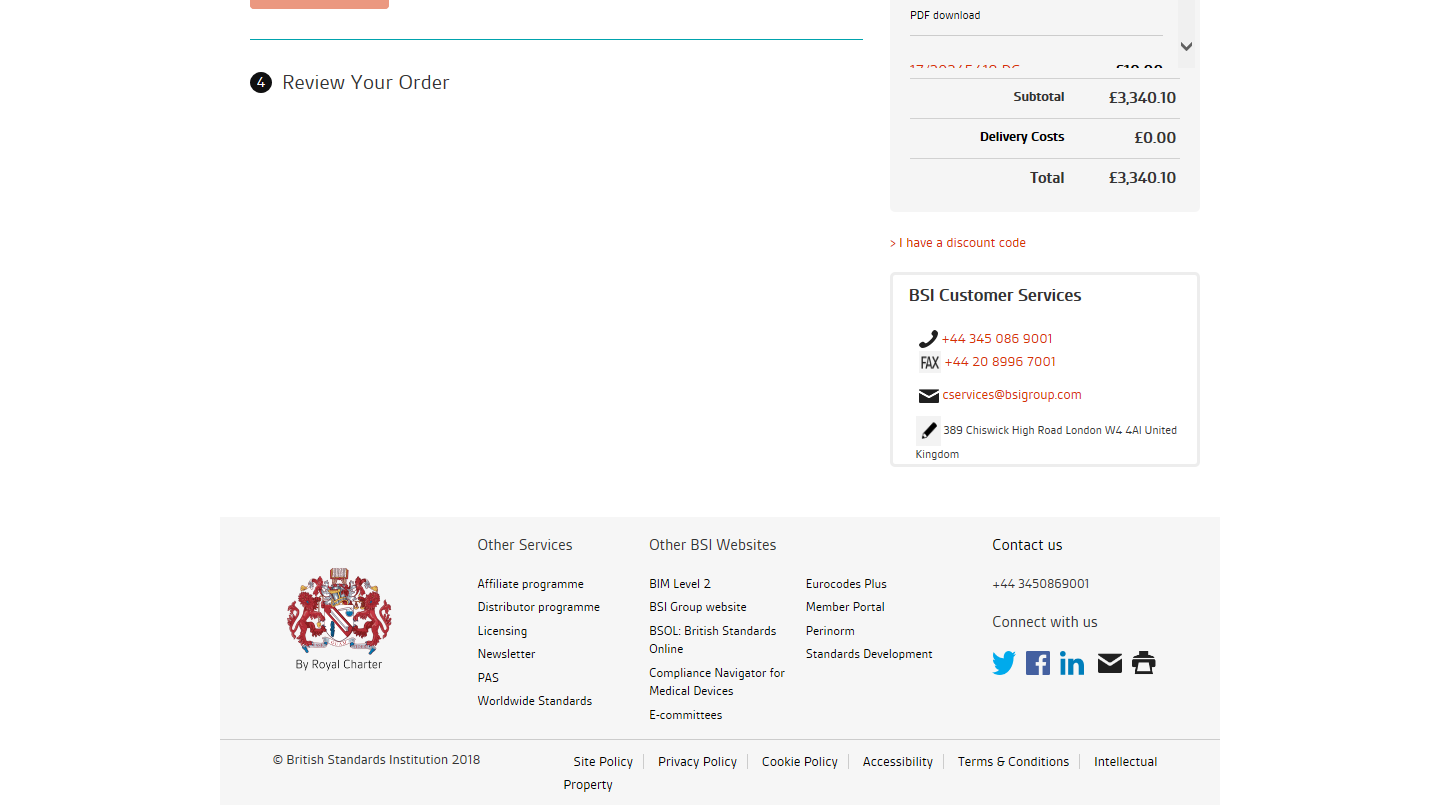 PDF download
£10.00
4 Review Your Order
Subtotal £3,340.10
Delivery Costs £0.00
Total £3,340.10
> I have a discount code
BSI Customer Services
+44 345 086 9001
FAX +44 20 8996 7001
cservices@bsigroup.com
389 Chiswick High Road London W4 4Al United
Kingdom
Other Services
Affiliate programme
Distributor programme
Licensing
Newsletter
PAS
Worldwide Standards
Other BSI Websites
BIM Level 2
BSI Group website
BSOL: British Standards
Online
Compliance Navigator for
Medical Devices
E-committees
Eurocodes Plus
Member Portal
Perinorm
Standards Development
Contact us
+44 3450869001
Connect with us
By Royal Charter
© British Standards Institution 2018
Site Policy Privacy Policy Cookie Policy Accessibility Terms & Conditions Intellectual
Property